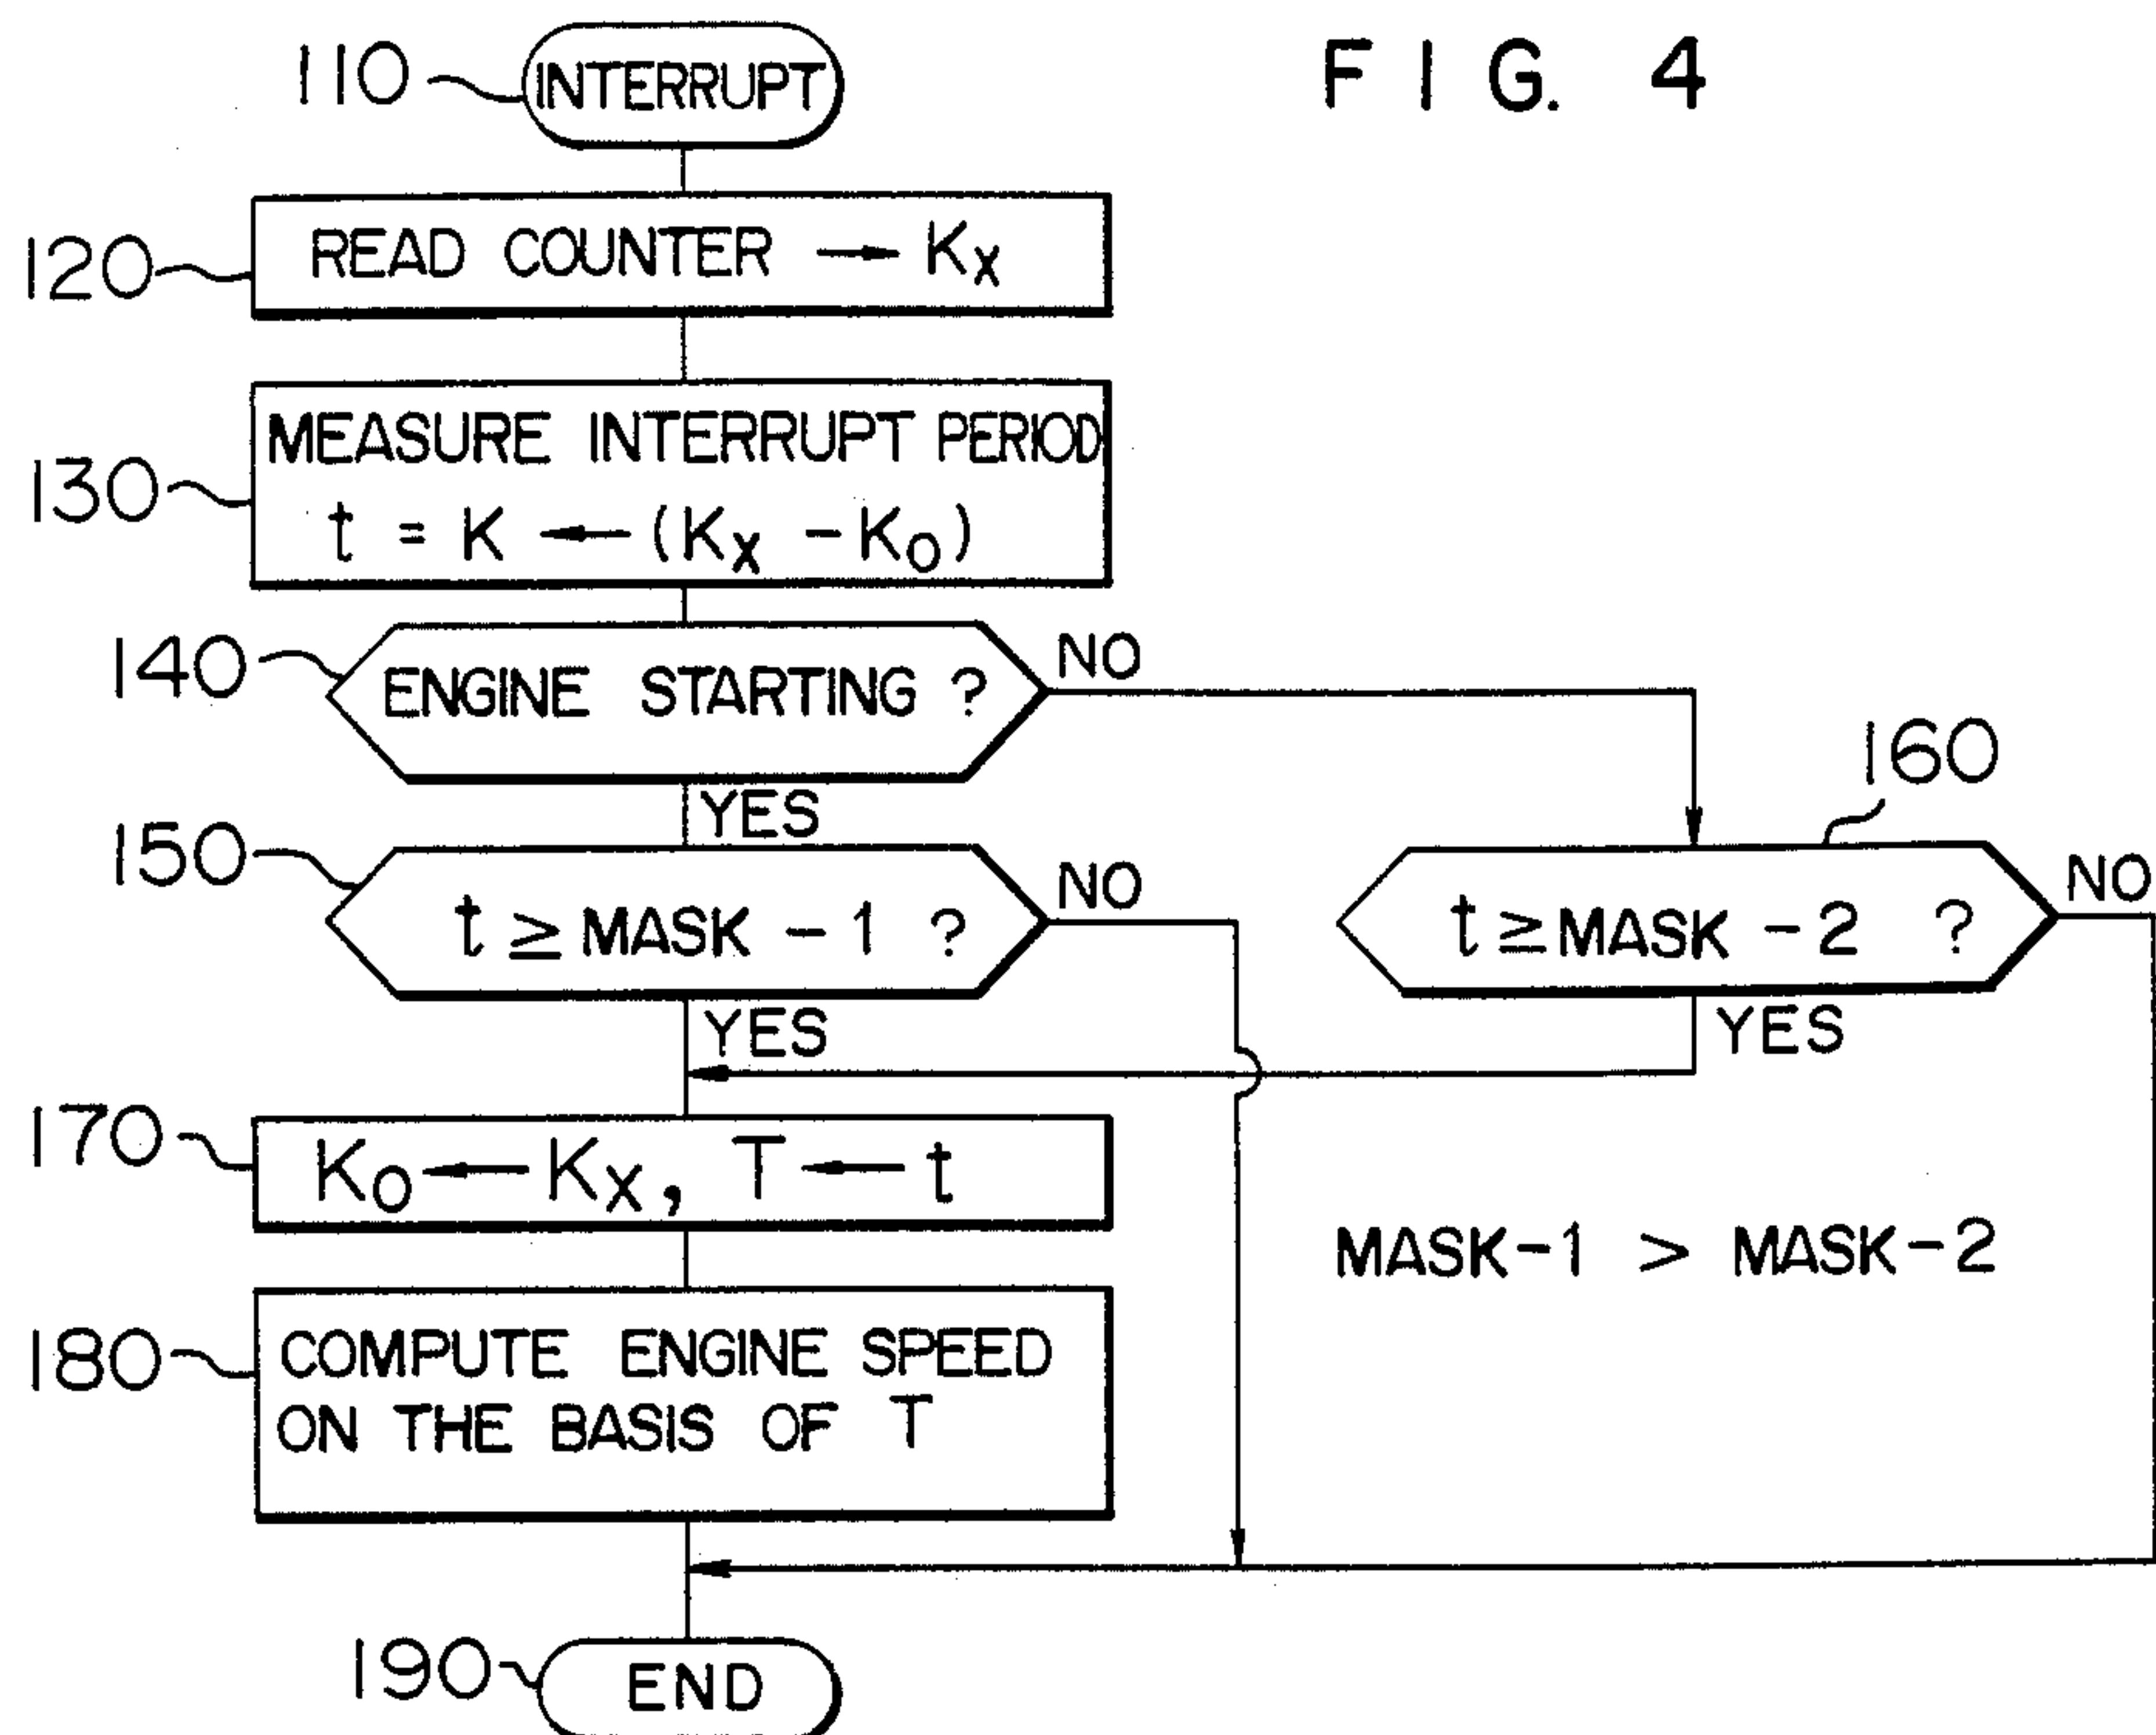 FIG. 4
110
INTERRUPT
120
READ COUNTER → Kx
130
MEASURE INTERRUPT PERIOD
t = K ← (Kx - Ko)
140
ENGINE STARTING ?
NO
YES
150
t ≥ MASK - 1 ?
NO
YES
160
t ≧ MASK - 2 ?
NO
YES
170
Ko ← Kx, T ← t
MASK-1 > MASK-2
180
COMPUTE ENGINE SPEED
ON THE BASIS OF T
190
END